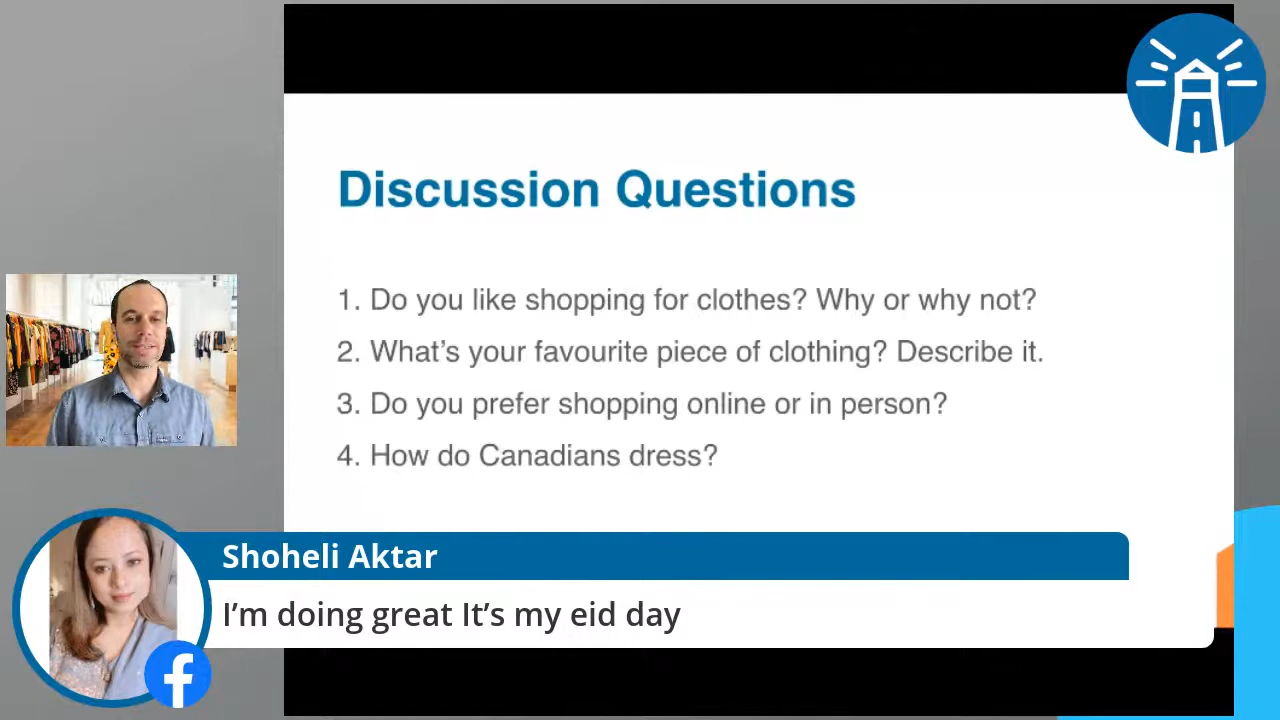 Discussion Questions
1. Do you like shopping for clothes? Why or why not?
2. What's your favourite piece of clothing? Describe it.
3. Do you prefer shopping online or in person?
4. How do Canadians dress?
Shoheli Aktar
I’m doing great It’s my eid day